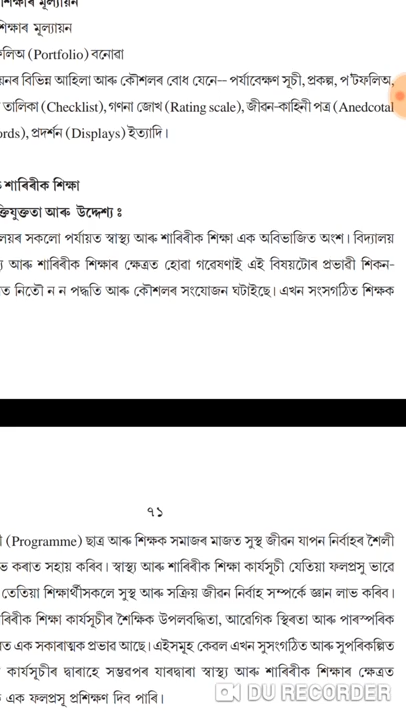 শিক্ষাৰ মূল্যায়ন
শিক্ষাৰ মূল্যায়ন
ফলিঅ (Portfolio) বনোৱা
য়নৰ বিভিন্ন আহিলা আৰু কৌশলৰ বোধ যেনে-- পৰ্যাবেক্ষণ সূচী, প্ৰকল্প, প'টফলিঅ,
তালিকা (Checklist), গণনা জোখ (Rating scale), জীৱন-কাহিনী পত্ৰ (Anedcotal
ords), প্ৰদৰ্শন (Displays) ইত্যাদি।
শাৰিৰীক শিক্ষা
ক্তিযুক্ততা আৰু উদ্দেশ্য ঃ
লয়ৰ সকলো পৰ্যায়ত স্বাস্থ্য আৰু শাৰিৰীক শিক্ষা এক অবিভাজিত অংশ। বিদ্যালয়
আৰু শাৰিৰীক শিক্ষাৰ ক্ষেত্ৰত হোৱা গৱেষণাই এই বিষয়টোৰ প্ৰভাৱী শিকন-
ত নিতৌ ন ন পদ্ধতি আৰু কৌশলৰ সংযোজন ঘটাইছে। এখন সংসগঠিত শিক্ষক
৭১
ী (Programme) ছাত্ৰ আৰু শিক্ষক সমাজৰ মাজত সুস্থ জীৱন যাপন নিৰ্বাহৰ শৈলী
ভ কৰাত সহায় কৰিব। স্বাস্থ্য আৰু শাৰিৰীক শিক্ষা কাৰ্যসূচী যেতিয়া ফলপ্ৰসু ভাৱে
তেতিয়া শিক্ষাৰ্থীসকলে সুস্থ আৰু সক্ৰিয় জীৱন নিৰ্বাহ সম্পৰ্কে জ্ঞান লাভ কৰিব।
ৰিৰীক শিক্ষা কাৰ্যসূচীৰ শৈক্ষিক উপলবদ্ধিতা, আৱেগিক স্থিৰতা আৰু পাৰস্পৰিক
ত এক সকাৰাত্মক প্ৰভাৱ আছে। এইসমূহ কেৱল এখন সুসংগঠিত আৰু সুপৰিকল্পিত
কাৰ্যসূচীৰ দ্বাৰাহে সম্ভৱপৰ যাৰদ্বাৰা স্বাস্থ্য আৰু শাৰিৰীক শিক্ষাৰ ক্ষেত্ৰত
এক ফলপ্ৰসূ প্ৰশিক্ষণ দিব পাৰি।
DU RECORDER